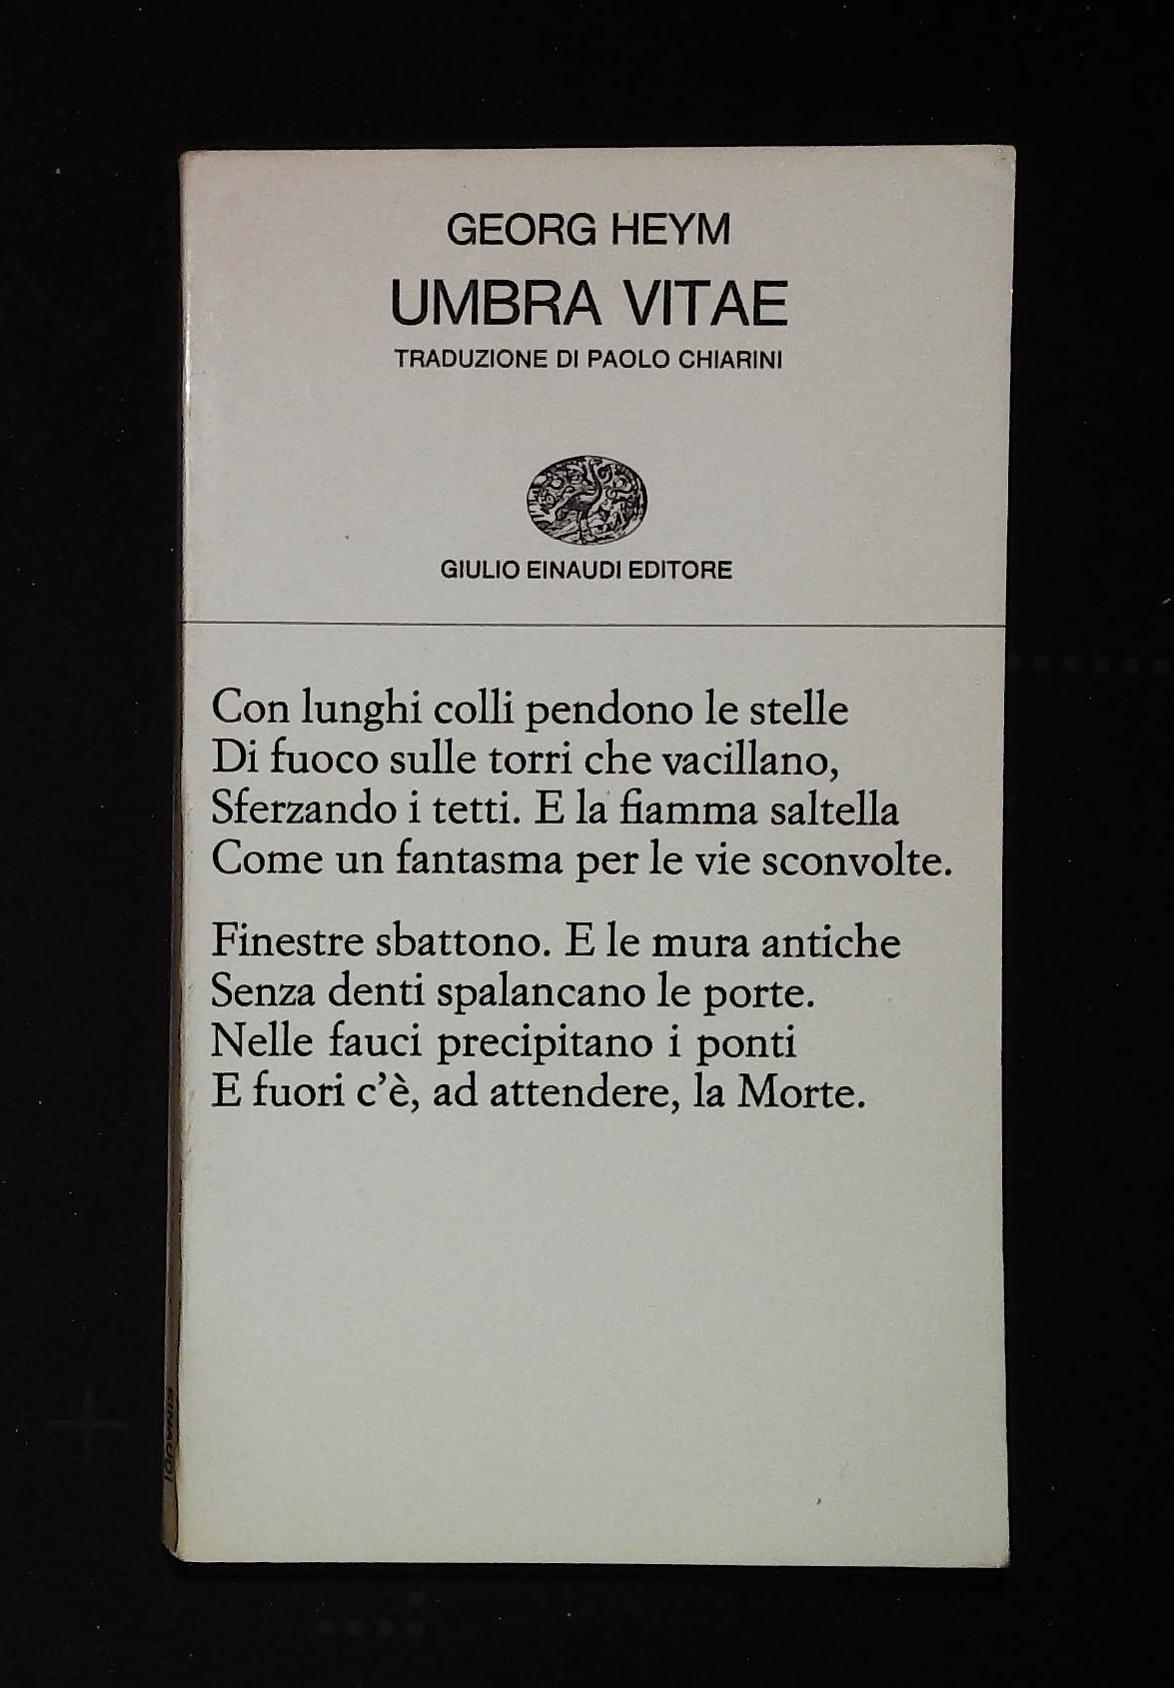 GEORG HEYM
UMBRA VITAE
TRADUZIONE DI PAOLO CHIARINI
GIULIO EINAUDI EDITORE
Con lunghi colli pendono le stelle
Di fuoco sulle torri che vacillano,
Sferzando i tetti. E la fiamma saltella
Come un fantasma per le vie sconvolte.
Finestre sbattono. E le mura antiche
Senza denti spalancano le porte.
Nelle fauci precipitano i ponti
E fuori c'è, ad attendere, la Morte.
EINAUDI